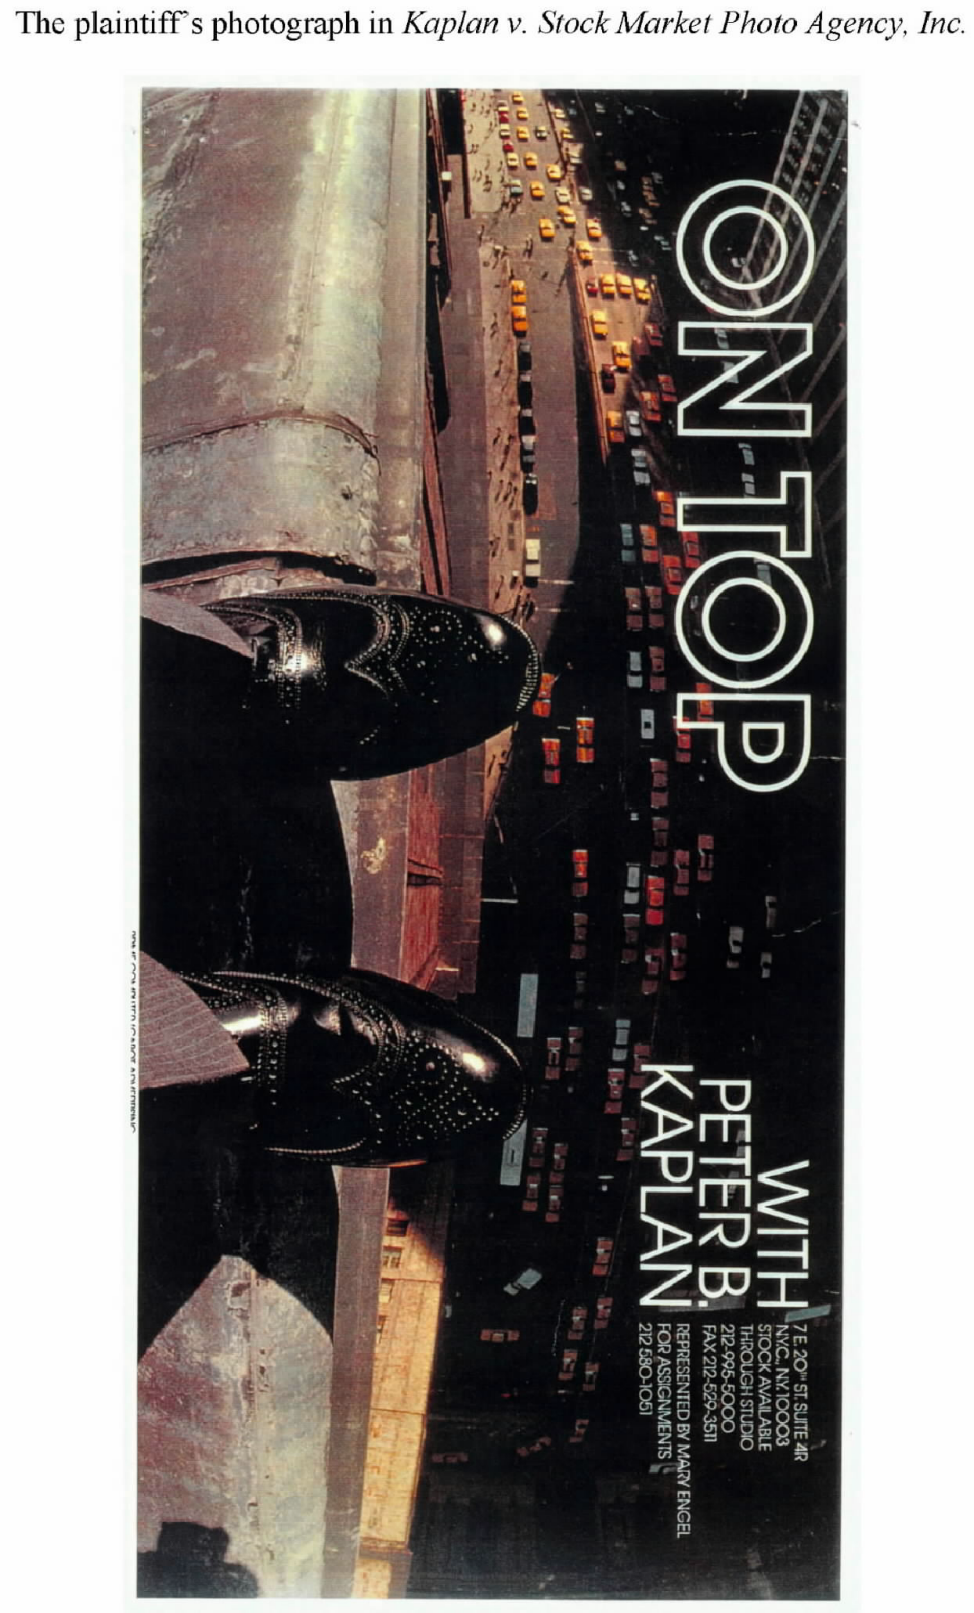 The plaintiff's photograph in Kaplan v. Stock Market Photo Agency, Inc.
ON TOP
WITH
PETER B.
KAPLAN
7 E. 20TH ST. SUITE 4R
N.Y.C., N.Y. 10003
STOCK AVAILABLE
THROUGH STUDIO
212-995-5000
FAX 212-529-3511
REPRESENTED BY MARY ENGEL
FOR ASSIGNMENTS
212 580-1051